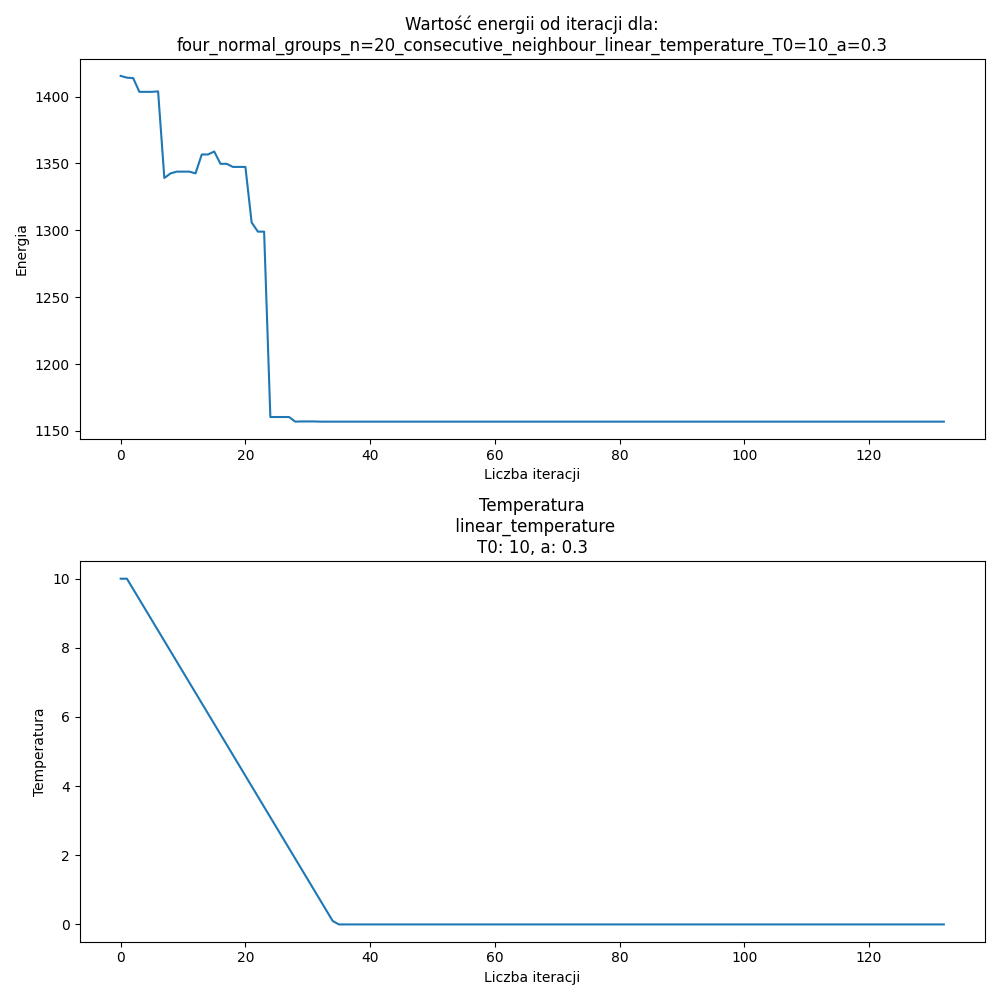 Wartość energii od iteracji dla:
four_normal_groups_n=20_consecutive_neighbour_linear_temperature_T0=10_a=0.3
1400
1350
1300
1250
1200
1150
Energia
0 20 40 60 80 100 120
Liczba iteracji
Temperatura
linear_temperature
T0: 10, a: 0.3
10
8
6
4
2
0
Temperatura
0 20 40 60 80 100 120
Liczba iteracji